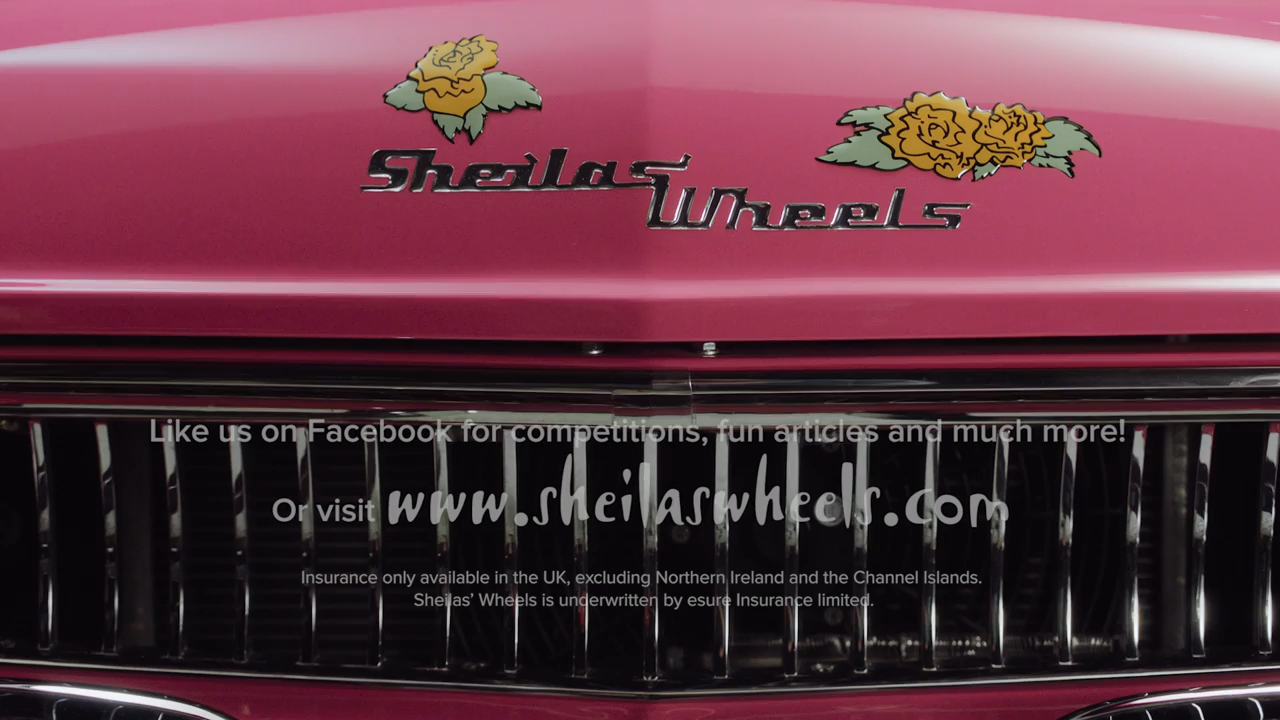 Sheilas
Wheels
Like us on Facebook for competitions, fun articles and much more!
Or visit www.sheilaswheels.com
Insurance only available in the UK, excluding Northern Ireland and the Channel Islands.
Sheilas' Wheels is underwritten by esure Insurance limited.